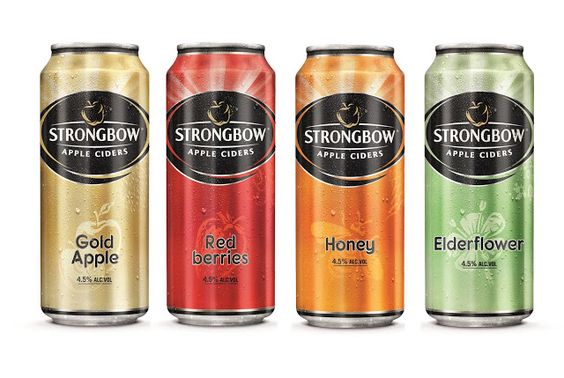 STRONGBOW
APPLE CIDERS
Gold
Apple
4.5% ALC.VOL
STRONGBOW
APPLE CIDERS
Red
berries
4.5% ALC.VOL
STRONGBOW
APPLE CIDERS
Honey
4.5% ALC.VOL
STRONGBOW
APPLE CIDERS
Elderflower
4.5% ALC.VOL